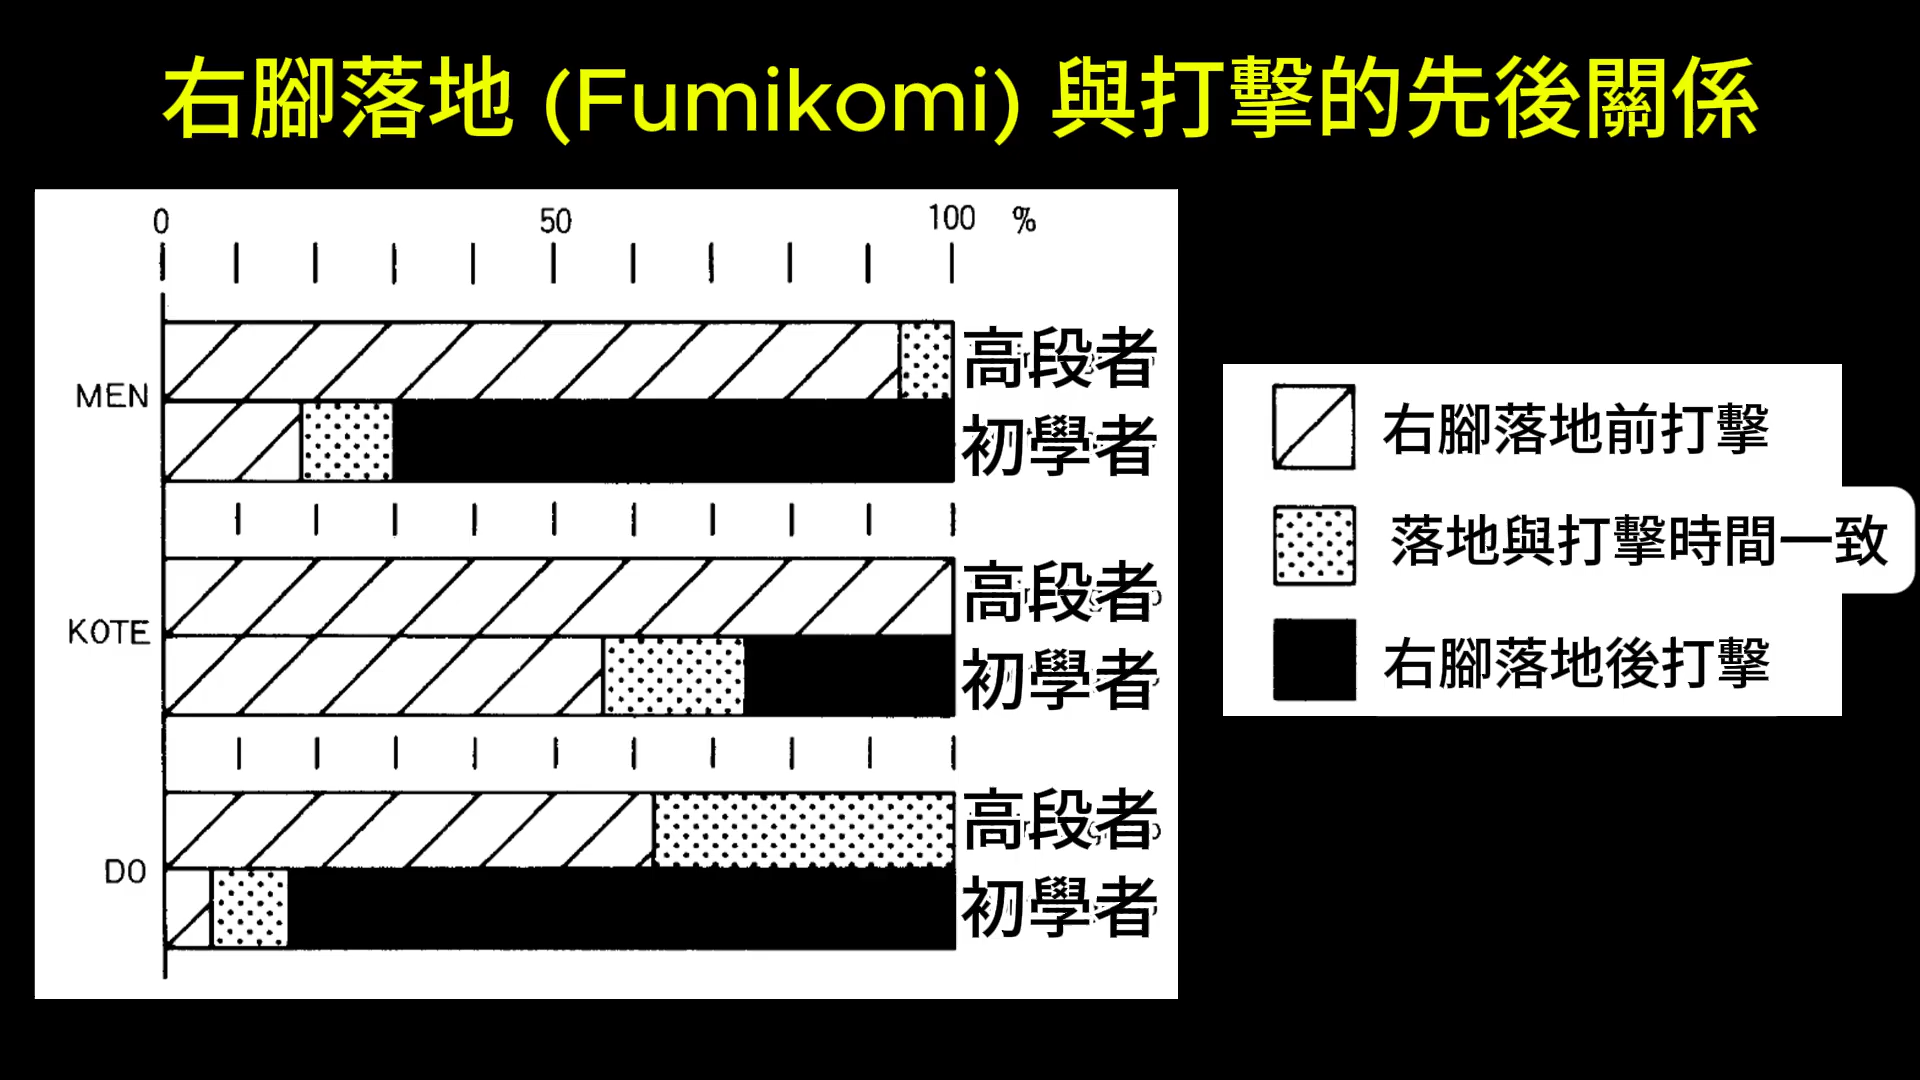 右腳落地 (Fumikomi) 與打擊的先後關係
0 50 100 %
MEN
高段者
初學者
KOTE
高段者
初學者
DO
高段者
初學者
右腳落地前打擊
落地與打擊時間一致
右腳落地後打擊